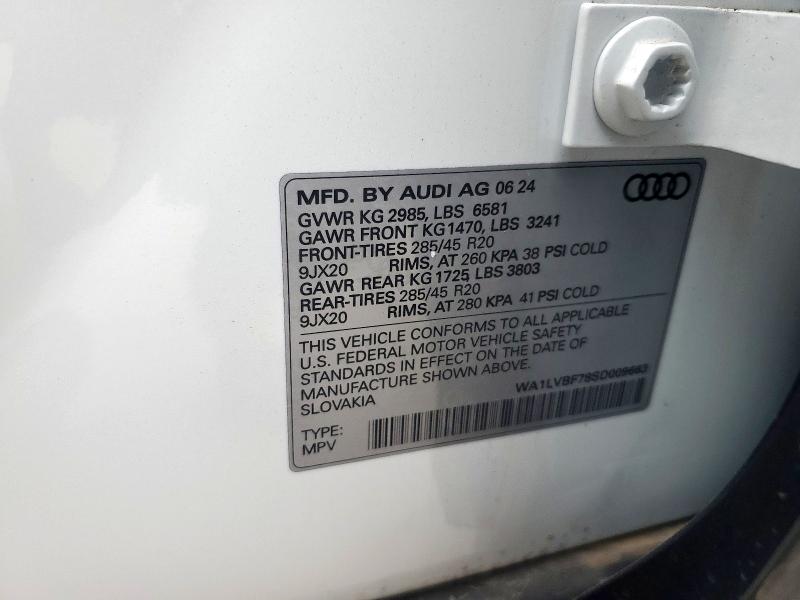 MFD. BY AUDI AG 06 24
GVWR KG 2985, LBS 6581
GAWR FRONT KG1470, LBS 3241
FRONT-TIRES 285/45 R20
9JX20 RIMS, AT 260 KPA 38 PSI COLD
GAWR REAR KG 1725, LBS 3803
REAR-TIRES 285/45 R20
9JX20 RIMS, AT 280 KPA 41 PSI COLD
THIS VEHICLE CONFORMS TO ALL APPLICABLE
U.S. FEDERAL MOTOR VEHICLE SAFETY
STANDARDS IN EFFECT ON THE DATE OF
MANUFACTURE SHOWN ABOVE.
SLOVAKIA
WA1LVBF78SD009663
TYPE:
MPV